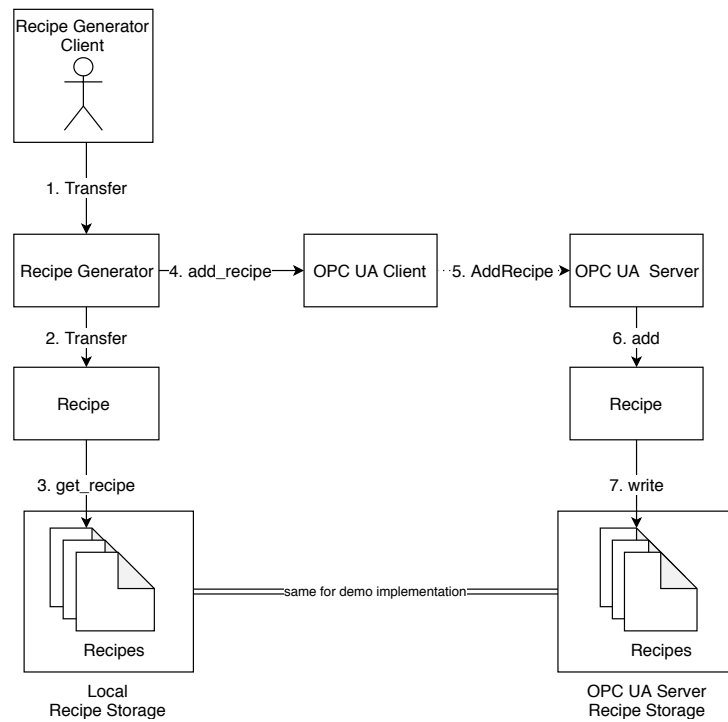 Recipe Generator
Client
1. Transfer
Recipe Generator
4. add_recipe
OPC UA Client
5. AddRecipe
OPC UA  Server
2. Transfer
6. add
Recipe
Recipe
3. get_recipe
7. write
same for demo implementation
Recipes
Recipes
Local
Recipe Storage
OPC UA Server
Recipe Storage